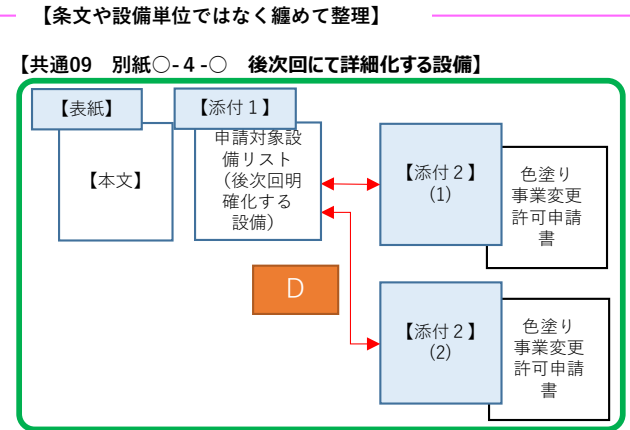 【条文や設備単位ではなく纏めて整理】
【共通09　別紙○-４-○　後次回にて詳細化する設備】
【表紙】
【本文】
【添付１】
申請対象設
備リスト
（後次回明
確化する
設備）
【添付２】
(1)
色塗り
事業変更
許可申請
書
D
【添付２】
(2)
色塗り
事業変更
許可申請
書